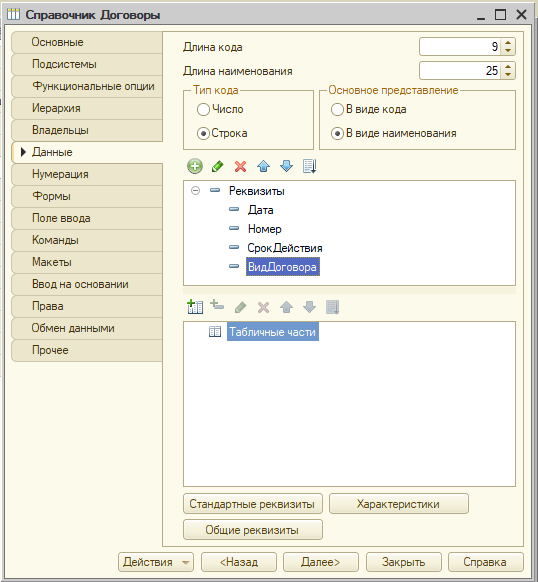 Справочник Договоры
Основные
Подсистемы
Функциональные опции
Иерархия
Владельцы
Данные
Нумерация
Формы
Поле ввода
Команды
Макеты
Ввод на основании
Права
Обмен данными
Прочее
Длина кода 9
Длина наименования 25
Тип кода
Число
Строка
Основное представление
В виде кода
В виде наименования
Реквизиты
Дата
Номер
СрокДействия
ВидДоговора
Табличные части
Стандартные реквизиты Характеристики
Общие реквизиты
Действия <Назад Далее> Закрыть Справка